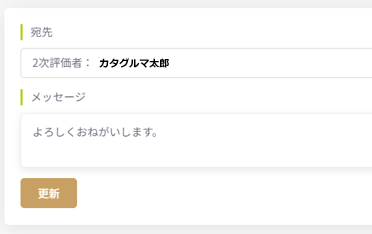 宛先
2次評価者： カタグルマ太郎
メッセージ
よろしくおねがいします。
更新